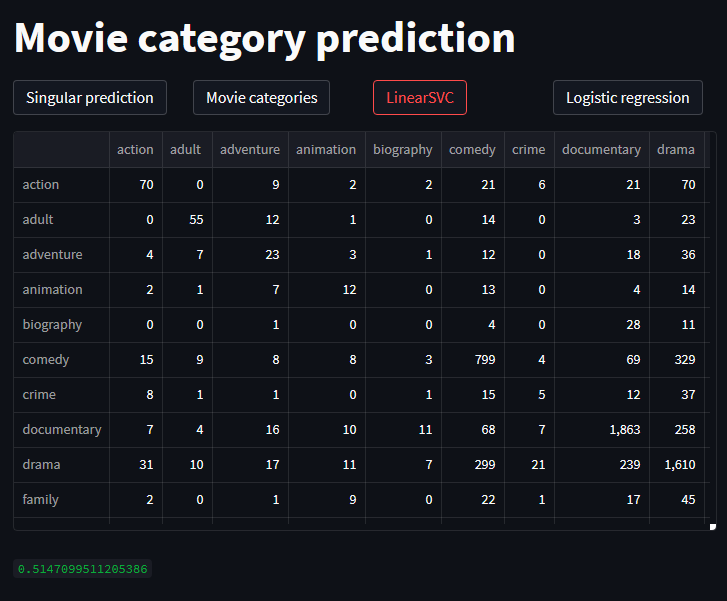 Movie category prediction
Singular prediction Movie categories LinearSVC Logistic regression
action adult adventure animation biography comedy crime documentary drama
action 70 0 9 2 2 21 6 21 70
adult 0 55 12 1 0 14 0 3 23
adventure 4 7 23 3 1 12 0 18 36
animation 2 1 7 12 0 13 0 4 14
biography 0 0 1 0 0 4 0 28 11
comedy 15 9 8 8 3 799 4 69 329
crime 8 1 1 0 1 15 5 12 37
documentary 7 4 16 10 11 68 7 1,863 258
drama 31 10 17 11 7 299 21 239 1,610
family 2 0 1 9 0 22 1 17 45
0.5147099511205386